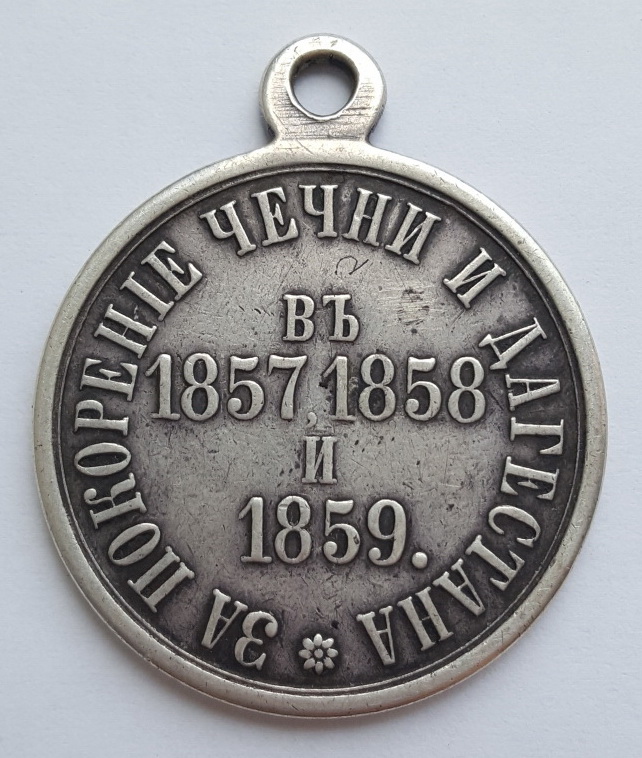 ЗА ПОКОРЕНІЕ ЧЕЧНИ И ДАГЕСТАНА
ВЪ
1857, 1858
И
1859.